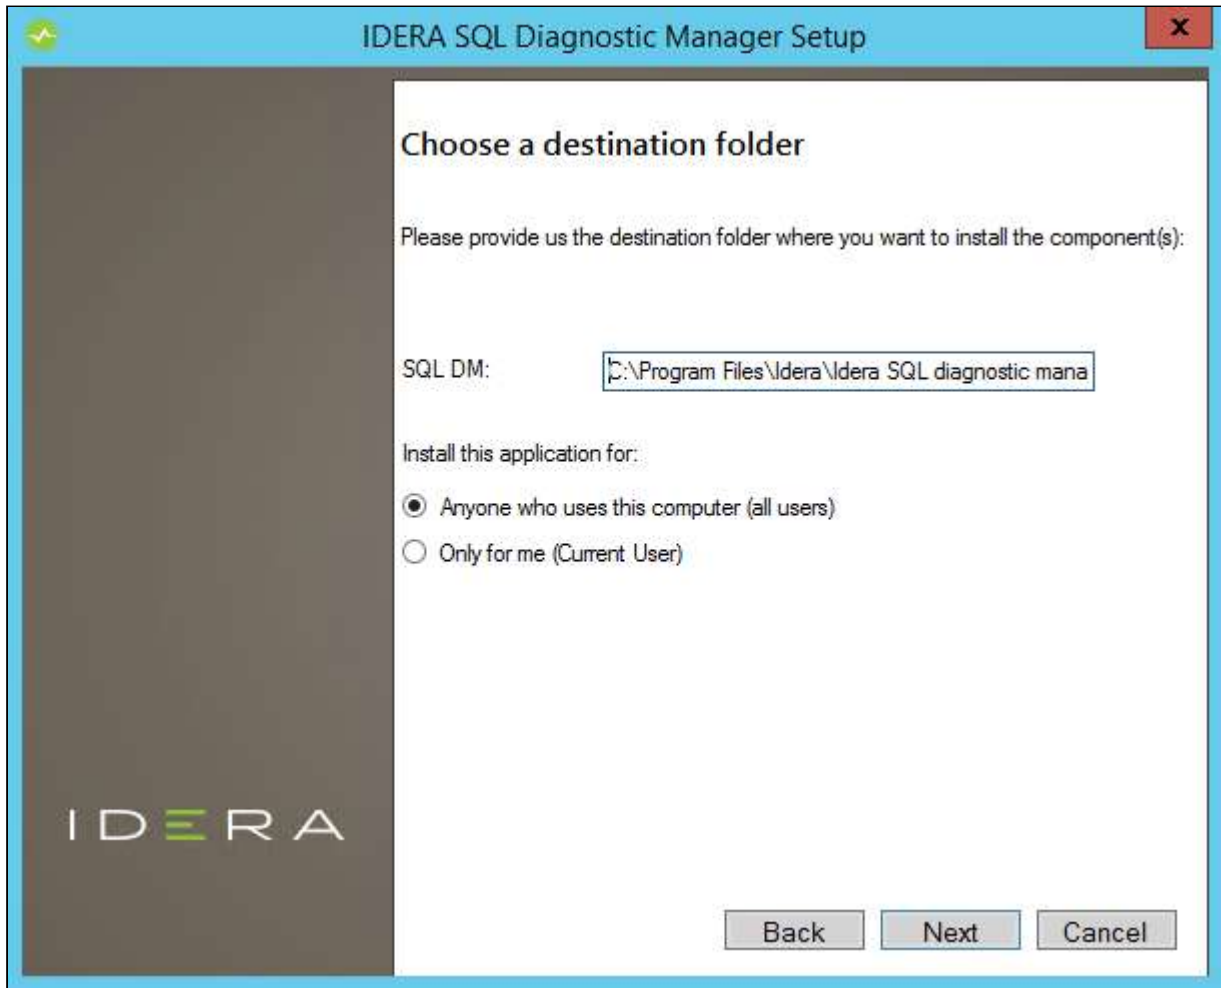 IDERA SQL Diagnostic Manager Setup
x
Choose a destination folder
Please provide us the destination folder where you want to install the component(s):
SQL DM:
C:\Program Files\Idera\Idera SQL diagnostic mana
Install this application for:
Anyone who uses this computer (all users)
Only for me (Current User)
IDERA
Back Next Cancel